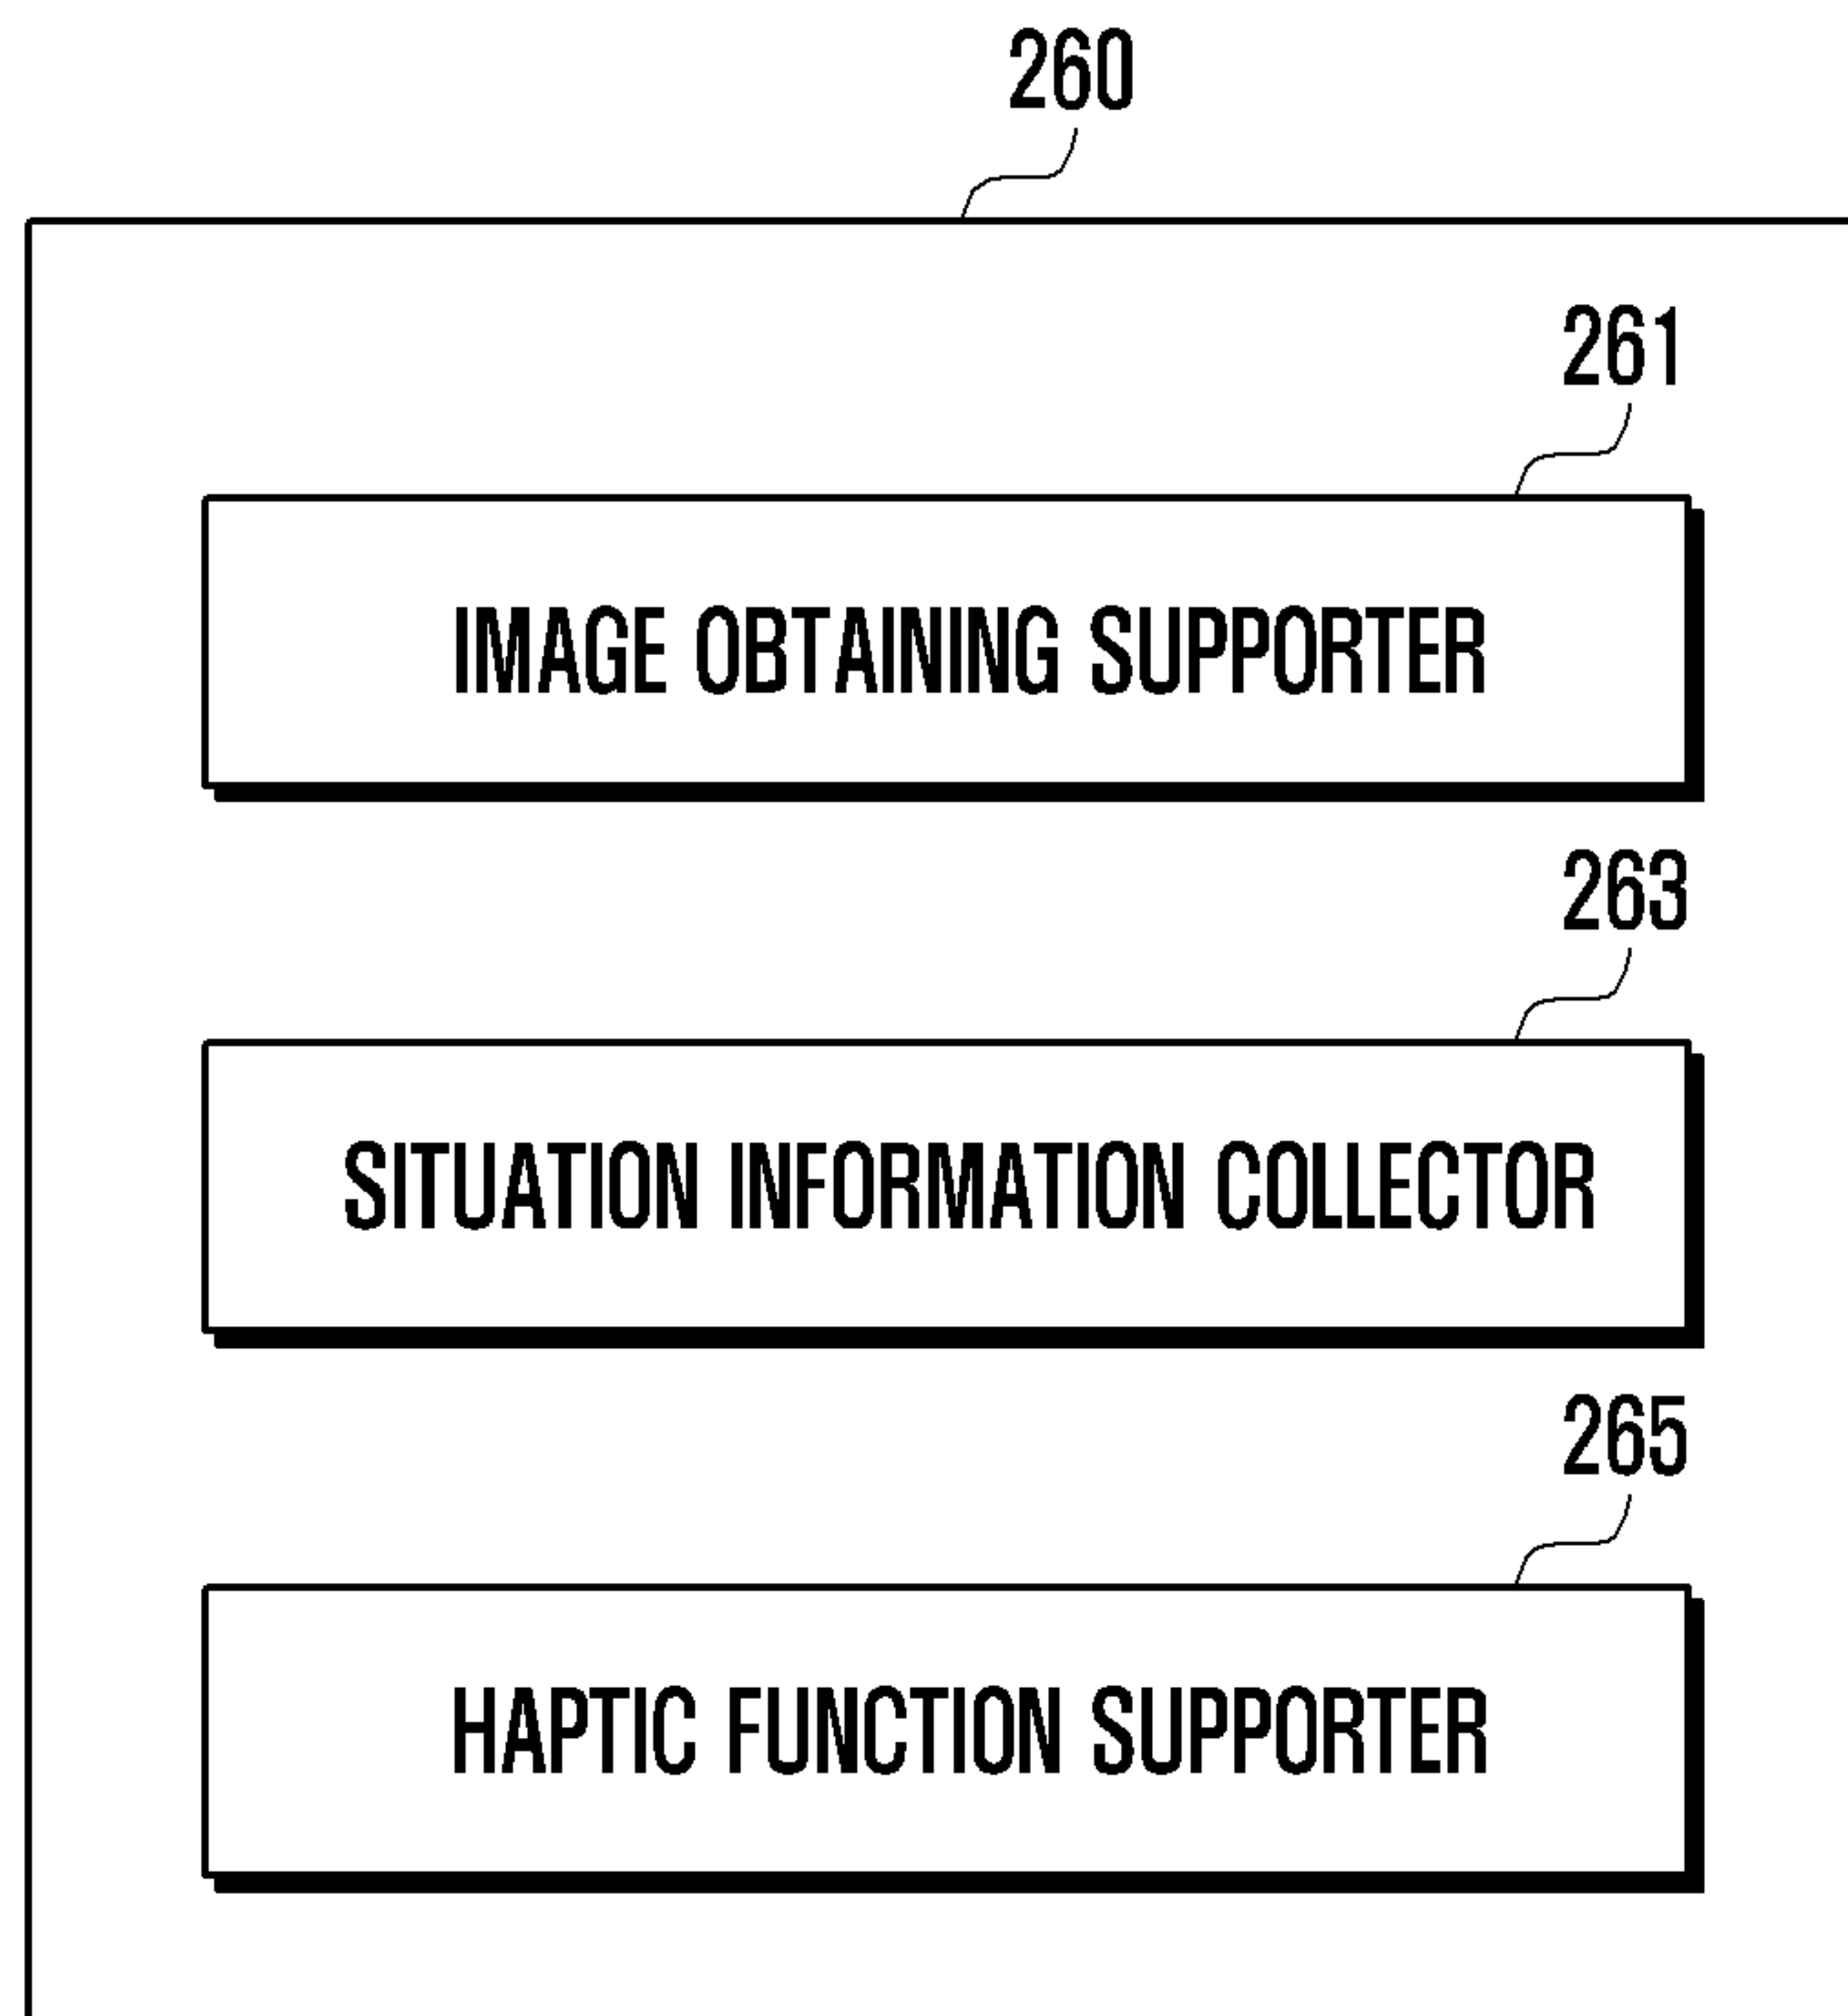 260
261
IMAGE OBTAINING SUPPORTER
263
SITUATION INFORMATION COLLECTOR
265
HAPTIC FUNCTION SUPPORTER